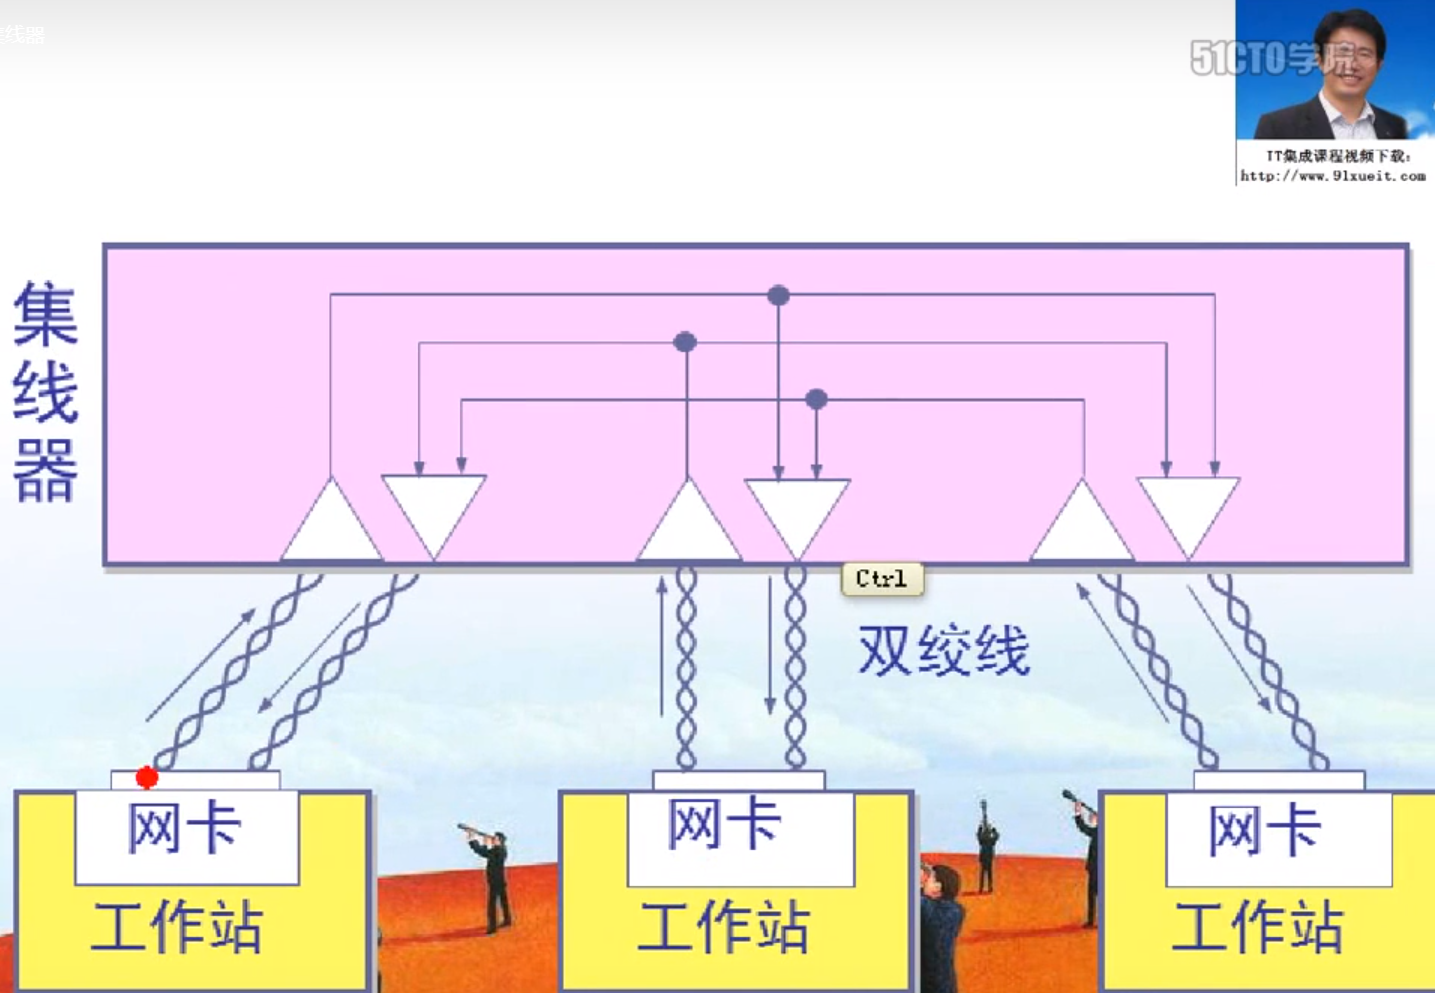 线器
51CTO学院
IT集成课程视频下载:
http://www.91xueit.com
集线器
Ctrl
双绞线
网卡
网卡
网卡
工作站
工作站
工作站